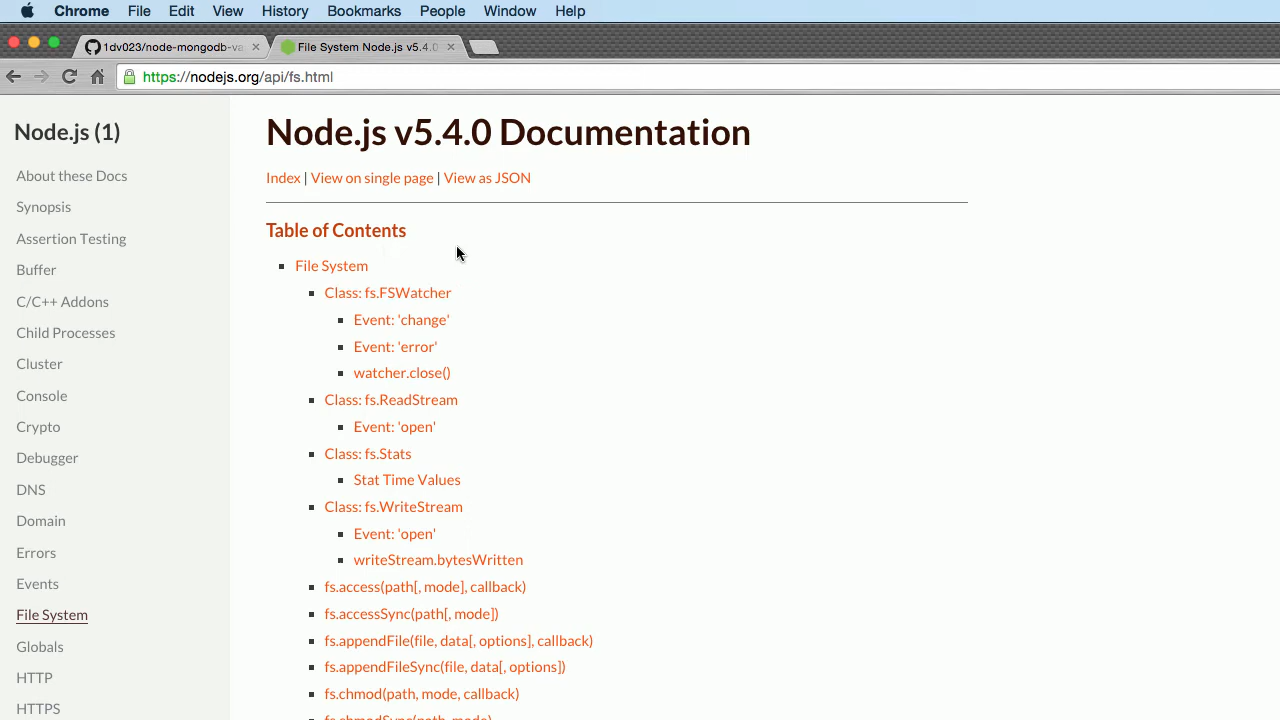 Chrome File Edit View History Bookmarks People Window Help
1dv023/node-mongodb-va
File System Node.js v5.4.0
https://nodejs.org/api/fs.html
Node.js (1)
About these Docs
Synopsis
Assertion Testing
Buffer
C/C++ Addons
Child Processes
Cluster
Console
Crypto
Debugger
DNS
Domain
Errors
Events
File System
Globals
HTTP
HTTPS
Node.js v5.4.0 Documentation
Index | View on single page | View as JSON
Table of Contents
File System
Class: fs.FSWatcher
Event: 'change'
Event: 'error'
watcher.close()
Class: fs.ReadStream
Event: 'open'
Class: fs.Stats
Stat Time Values
Class: fs.WriteStream
Event: 'open'
writeStream.bytesWritten
fs.access(path[, mode], callback)
fs.accessSync(path[, mode])
fs.appendFile(file, data[, options], callback)
fs.appendFileSync(file, data[, options])
fs.chmod(path, mode, callback)
fs.chmodSync(path, mode)